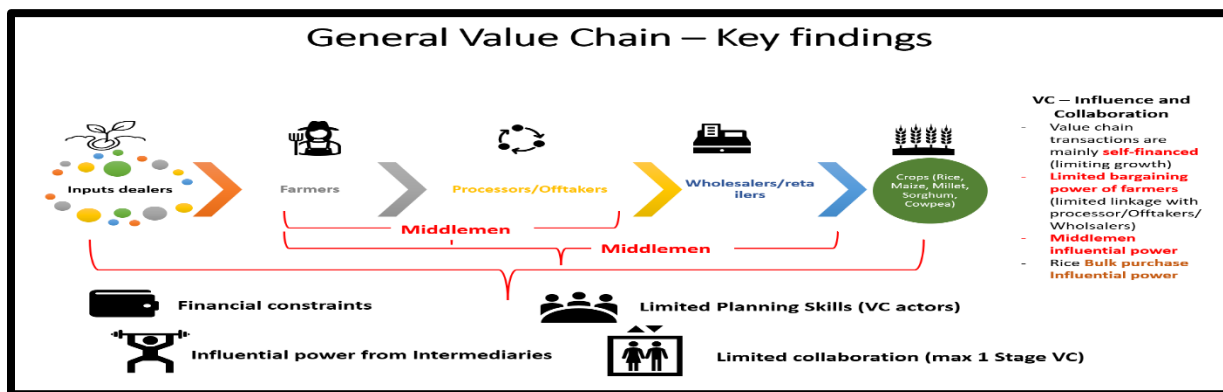 General Value Chain – Key findings
Inputs dealers
Farmers
Processors/Offtakers
Wholesalers/reta
ilers
Crops (Rice,
Maize, Millet,
Sorghum,
Cowpea)
Middlemen
Middlemen
Financial constraints
Limited Planning Skills (VC actors)
Influential power from Intermediaries
Limited collaboration (max 1 Stage VC)
VC – Influence and
Collaboration
- Value chain
transactions are
mainly self-financed
(limiting growth)
- Limited bargaining
power of farmers
(limited linkage with
processor/Offtakers/
Wholsalers)
- Middlemen
influential power
- Rice Bulk purchase
Influential power